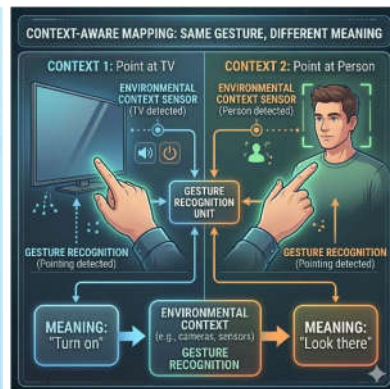 CONTEXT-AWARE MAPPING: SAME GESTURE, DIFFERENT MEANING
CONTEXT 1: Point at TV
ENVIRONMENTAL
CONTEXT SENSOR
(TV detected)
GESTURE RECOGNITION
(Pointing detected)
CONTEXT 2: Point at Person
ENVIRONMENTAL
CONTEXT SENSOR
(Person detected)
GESTURE
RECOGNITION
UNIT
GESTURE RECOGNITION
(Pointing detected)
MEANING:
"Turn on"
ENVIRONMENTAL
CONTEXT
(e.g., cameras, sensors)
GESTURE
RECOGNITION
MEANING:
"Look there"